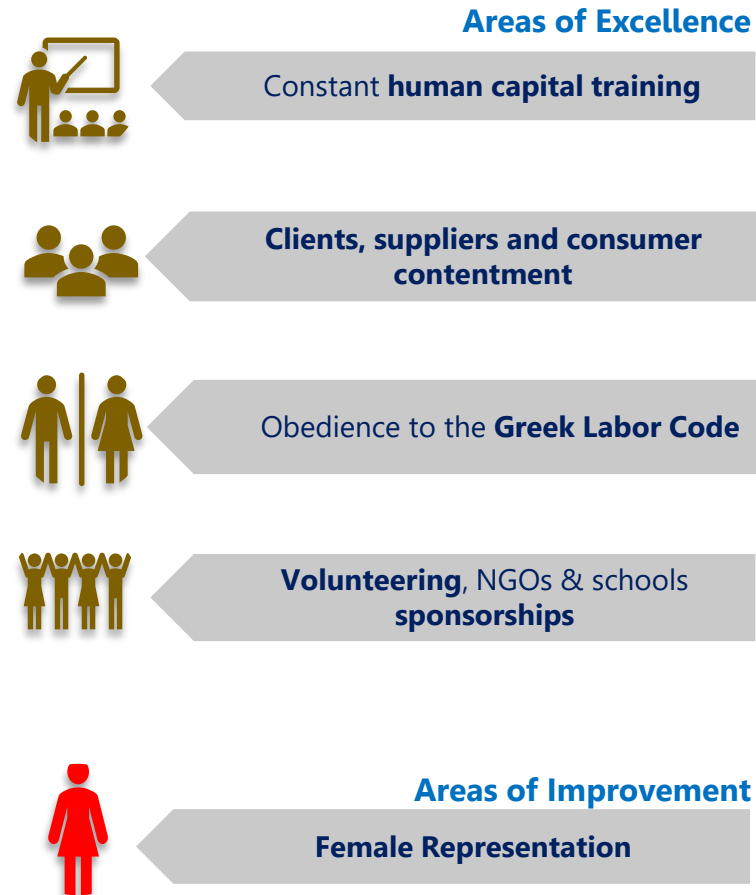 Areas of Excellence
Constant human capital training
Clients, suppliers and consumer
contentment
Obedience to the Greek Labor Code
Volunteering, NGOs & schools
sponsorships
Areas of Improvement
Female Representation